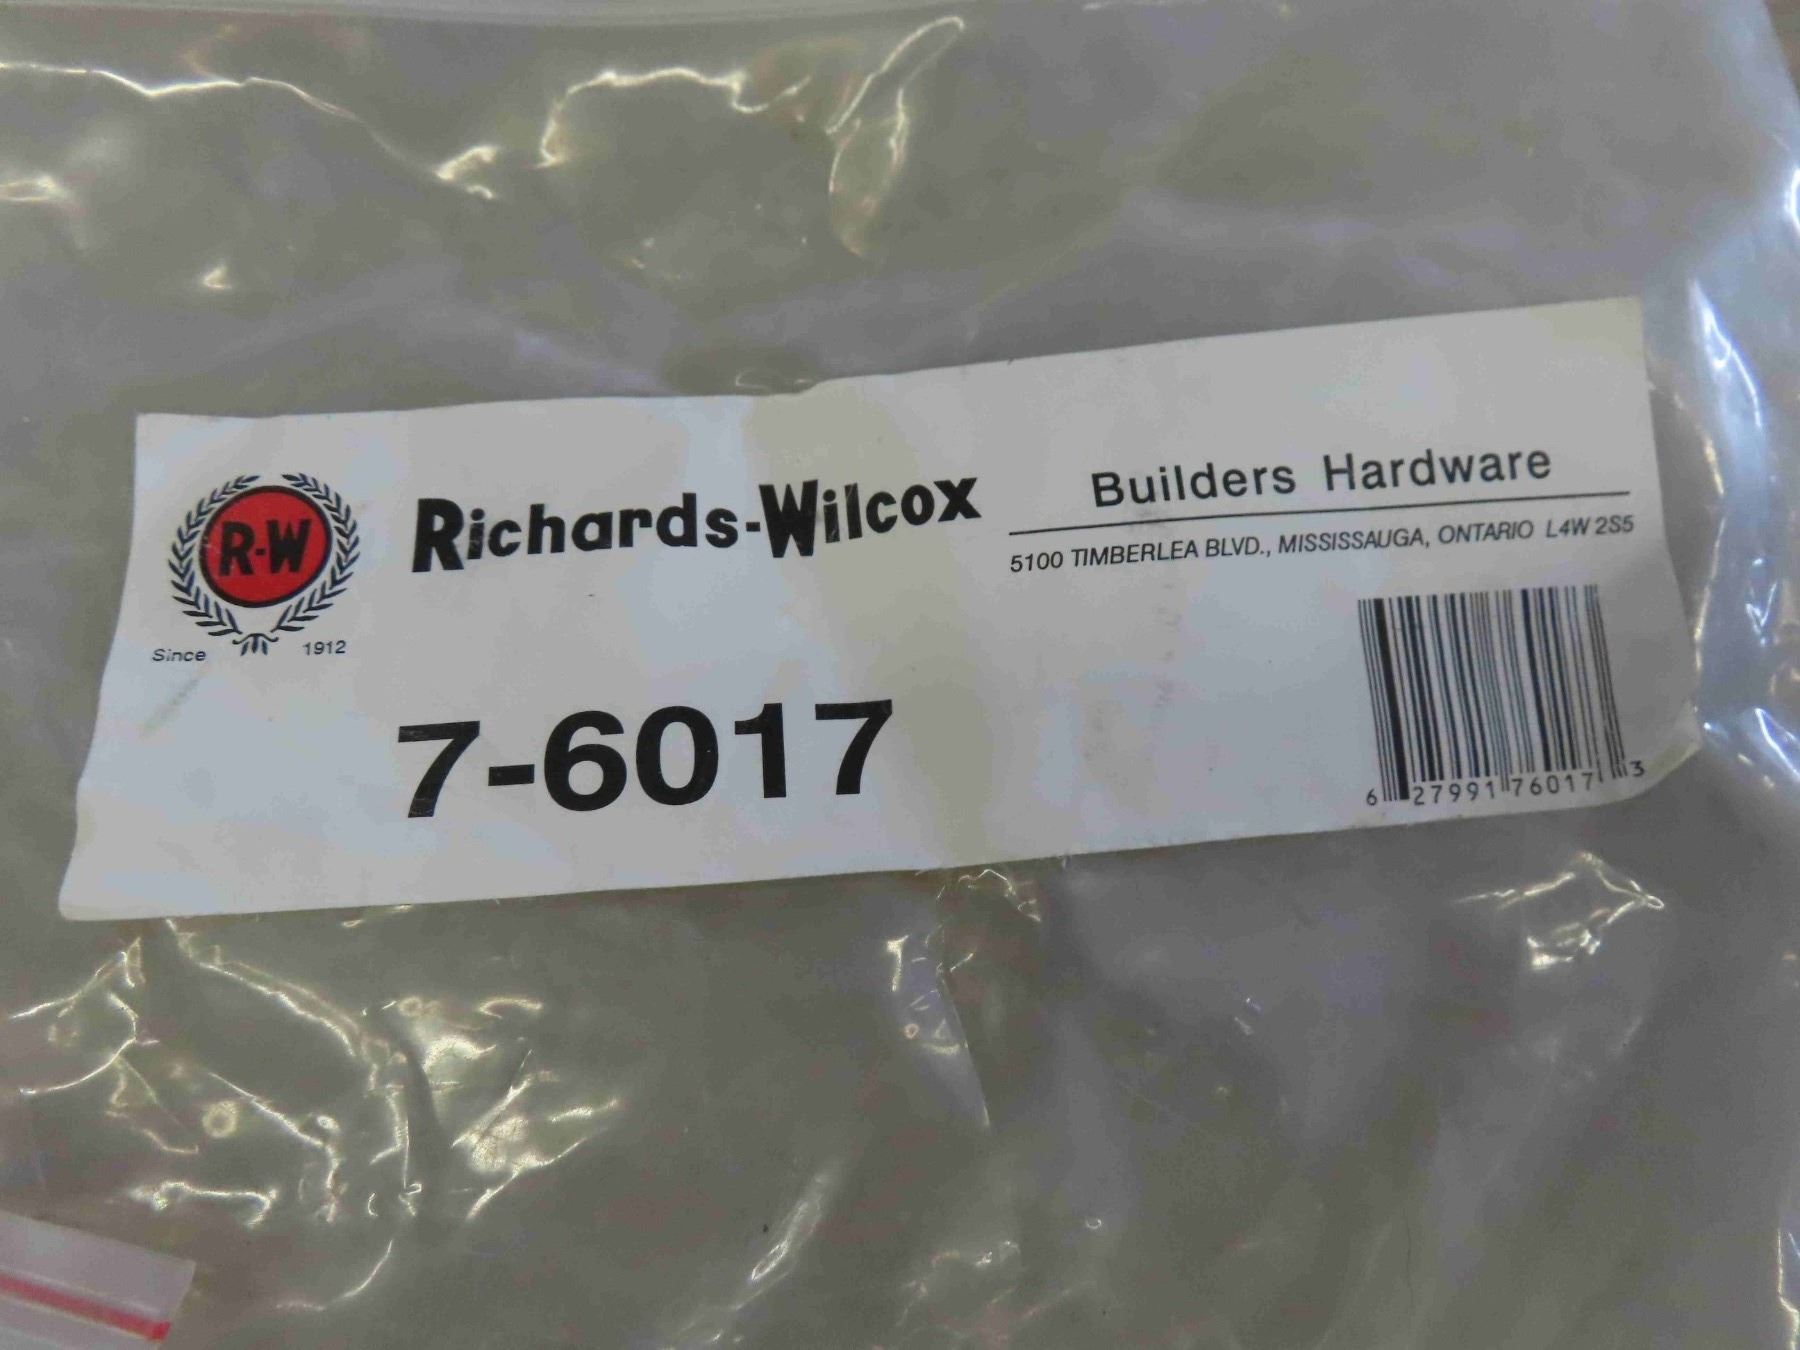 R-W
Since 1912
Richards-Wilcox
Builders Hardware
5100 TIMBERLEA BLVD., MISSISSAUGA, ONTARIO L4W 2S5
7-6017
6 27991 76017 3